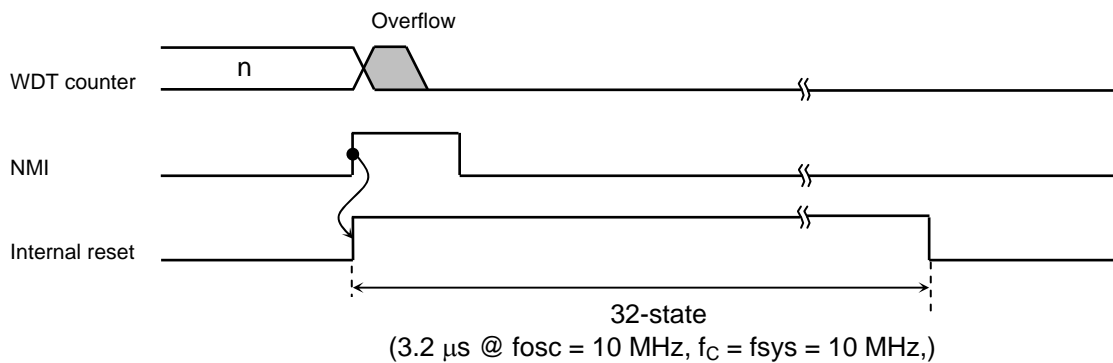 Overflow
WDT counter
n
NMI
Internal reset
32-state
(3.2 μs @ fosc = 10 MHz, fC = fsys = 10 MHz,)